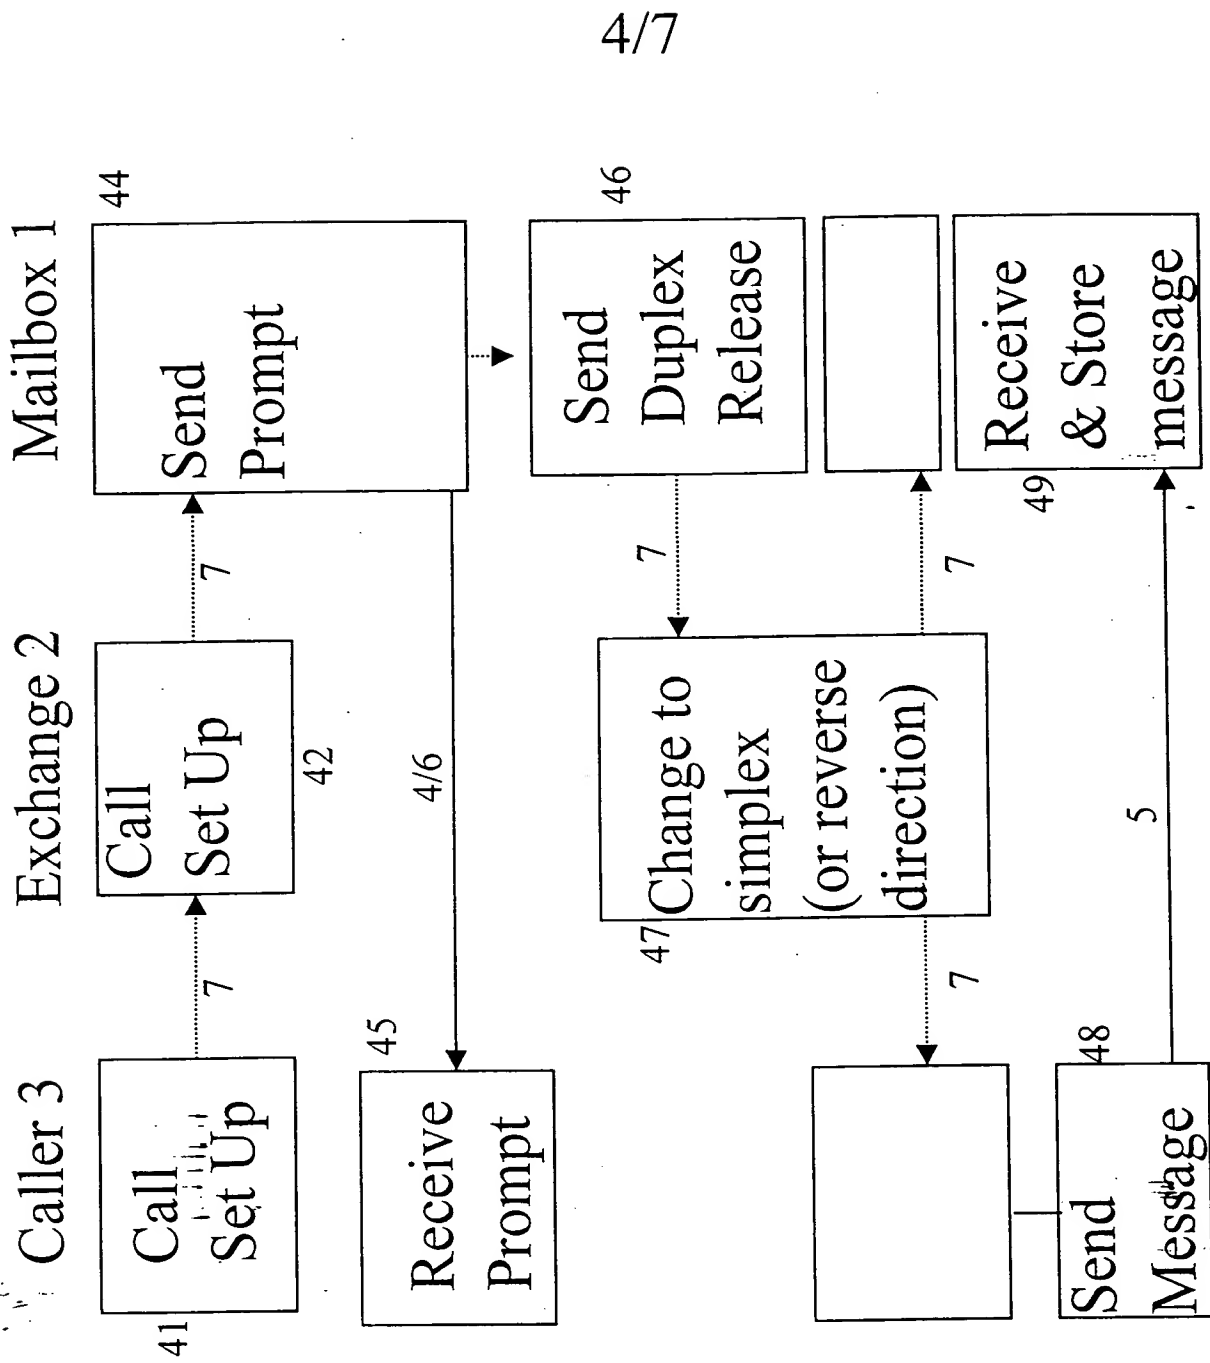 4/7
Caller 3
Exchange 2
Mailbox 1
41
Call
Set Up
7
Call
Set Up
42
7
Send
Prompt
44
4/6
45
Receive
Prompt
Send
Duplex
Release
46
7
47
Change to
simplex
(or reverse
direction)
7
7
48
Send
Message
5
49
Receive
& Store
message